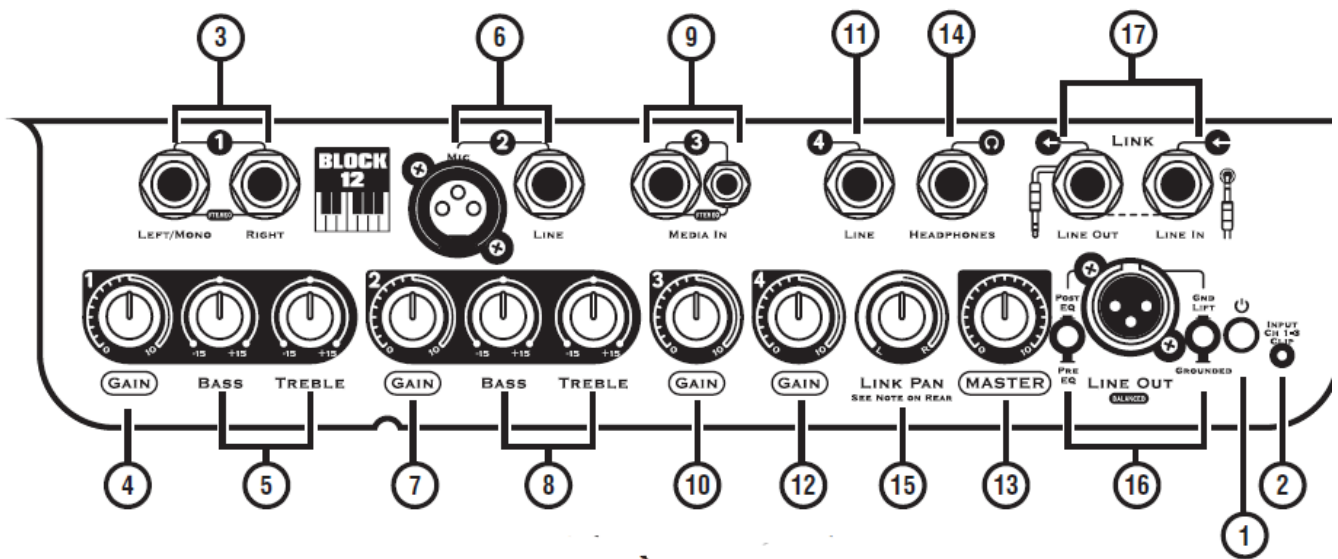 3 6 9 11 14 17
1 2 3 4 LINK
BLOCK
12
MIC
STEREO STEREO
LEFT/MONO RIGHT LINE MEDIA IN LINE HEADPHONES LINE OUT LINE IN
1 2 3 4
POST
EQ
GND
LIFT
INPUT
CH 1-3
CLIP
0 10 -15 +15 -15 +15 0 10 -15 +15 -15 +15 0 10 0 10 L R 0 10
PRE
EQ
GROUNDED
GAIN BASS TREBLE GAIN BASS TREBLE GAIN GAIN LINK PAN MASTER LINE OUT
SEE NOTE ON REAR
BALANCED
4 5 7 8 10 12 15 13 16 2
1